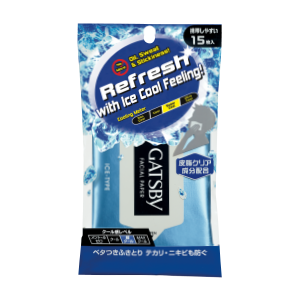 携帯しやすい
15枚入
Oil, Sweat
& Stickiness!
Refresh
with Ice Cool Feeling!
Cooling Meter
GATSBY
FACIAL PAPER
ICE-TYPE
皮脂クリア
成分配合
クール感レベル
ベタつきふきとり テカリ・ニキビも防ぐ